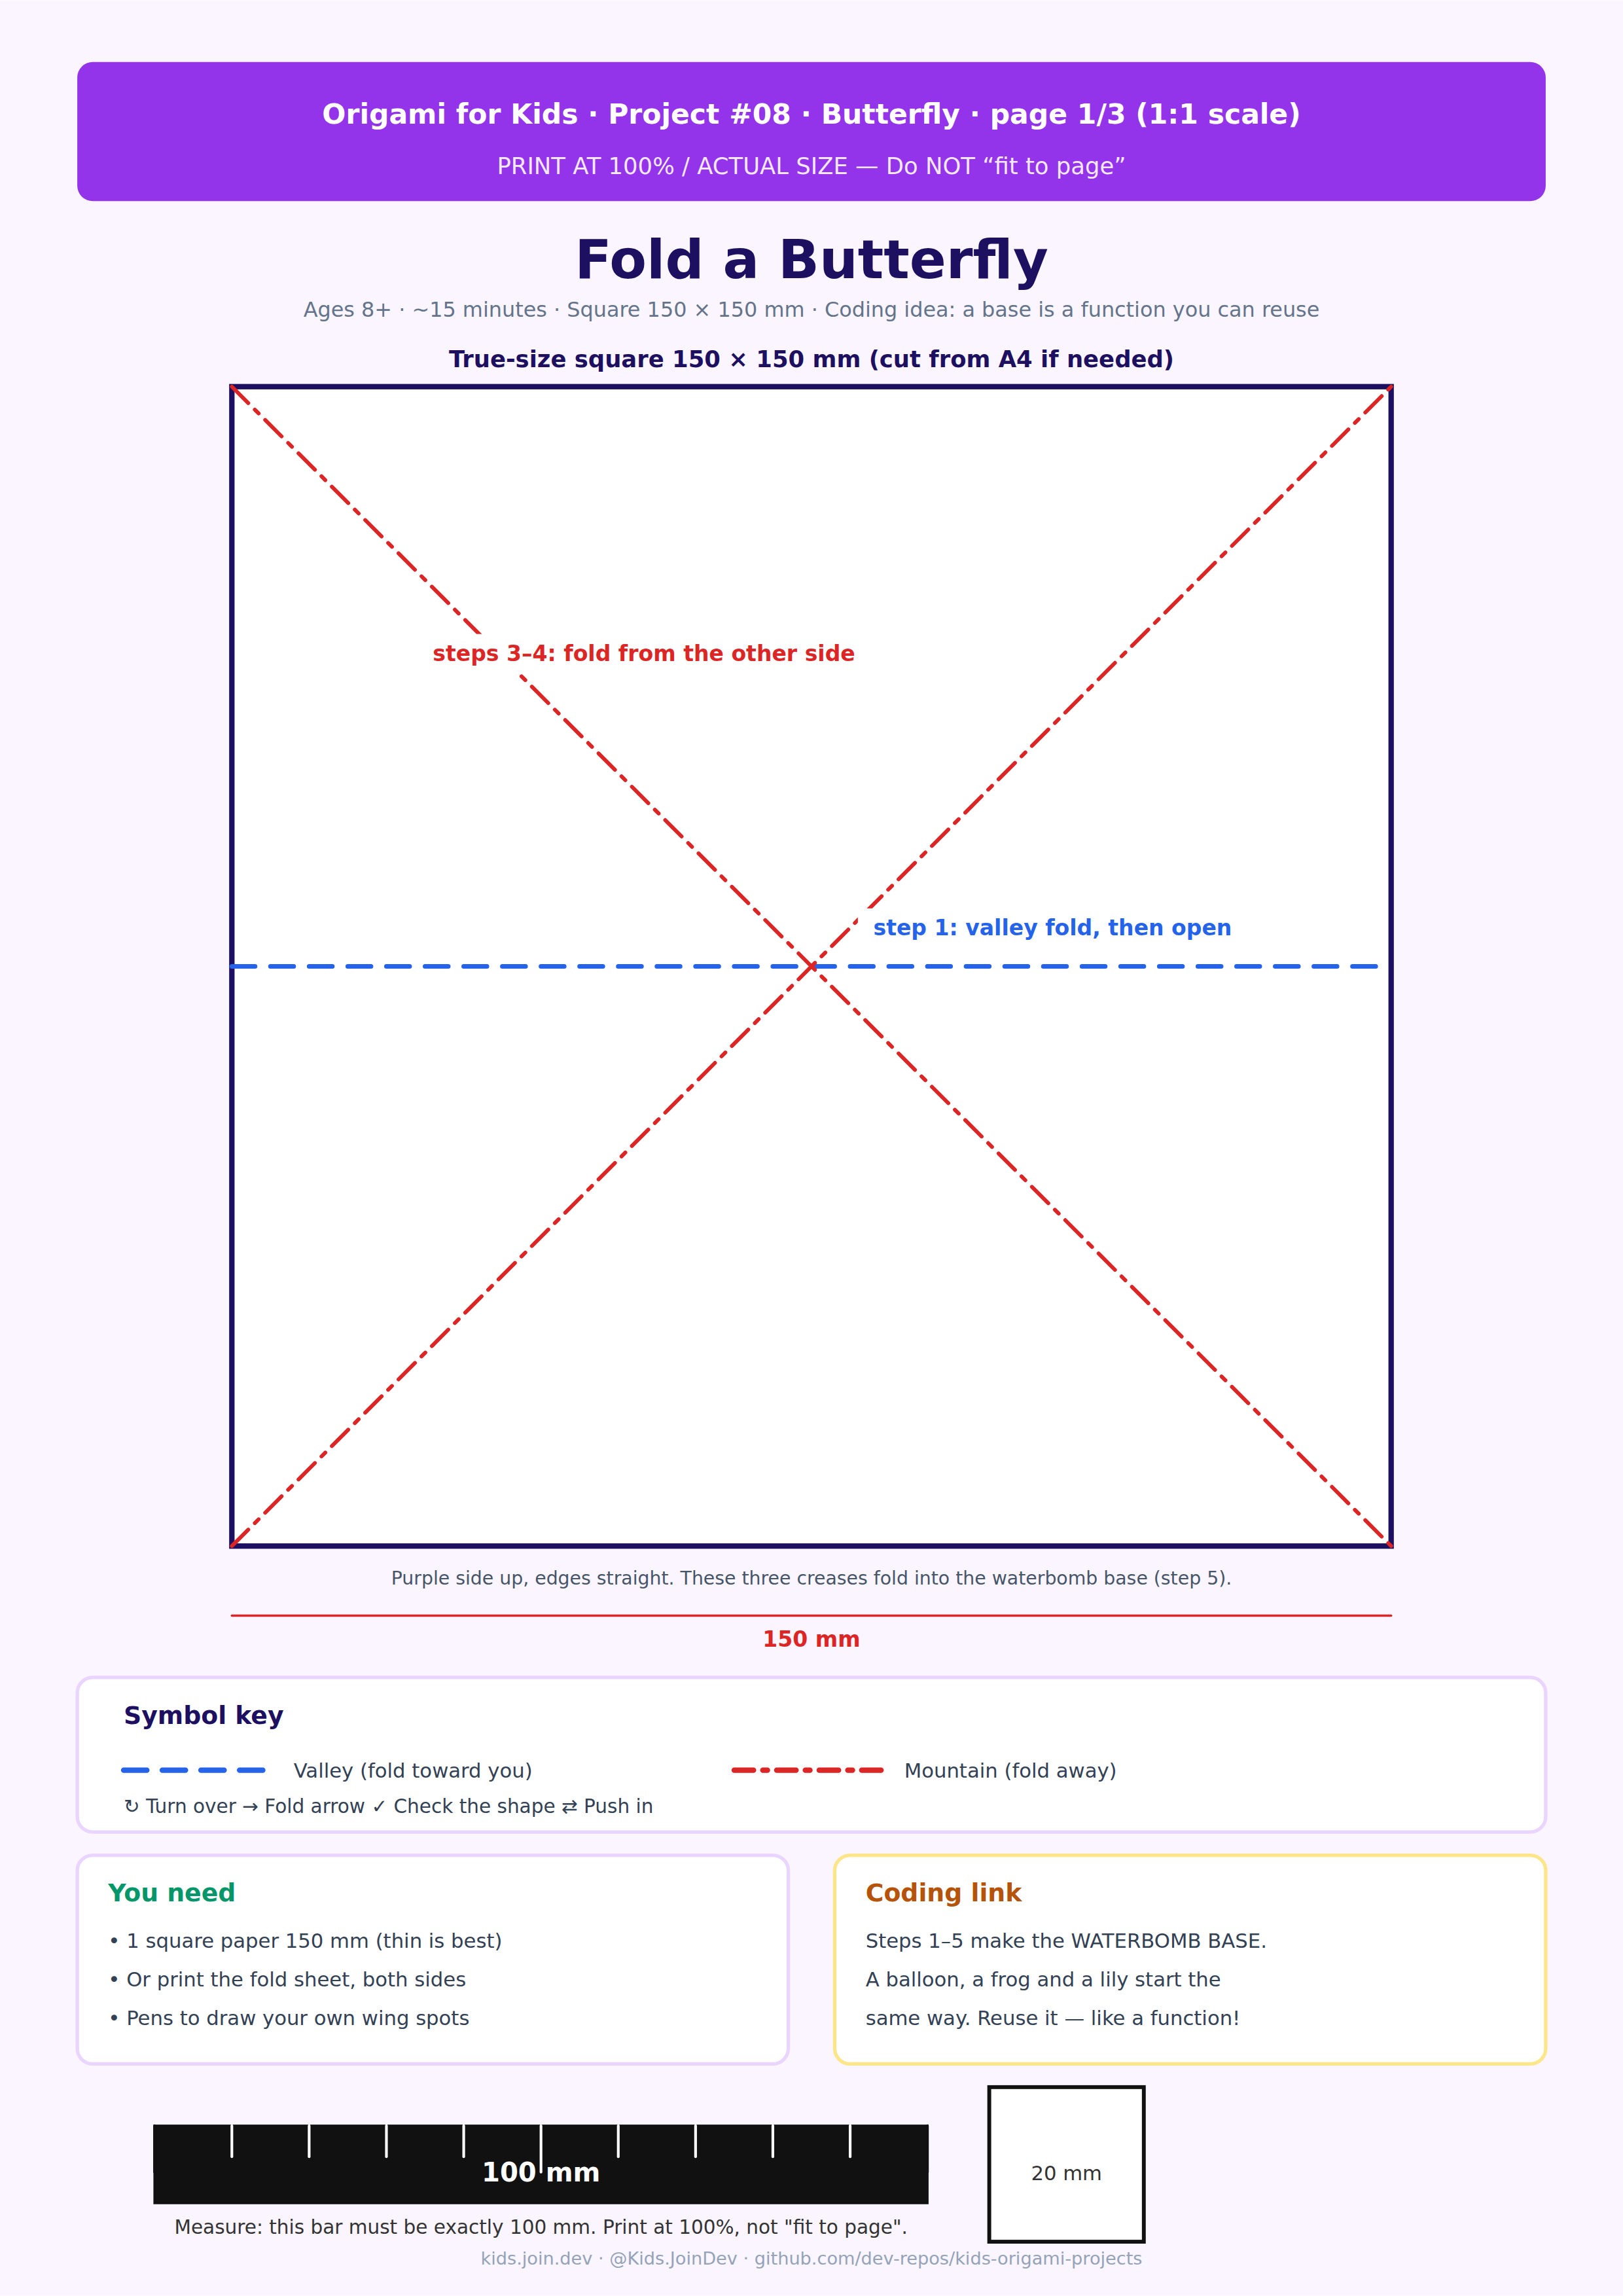 Origami for Kids · Project #08 · Butterfly · page 1/3 (1:1 scale)
PRINT AT 100% / ACTUAL SIZE — Do NOT “fit to page”
Fold a Butterfly
Ages 8+ · ~15 minutes · Square 150 × 150 mm · Coding idea: a base is a function you can reuse
True-size square 150 × 150 mm (cut from A4 if needed)
steps 3–4: fold from the other side
step 1: valley fold, then open
Purple side up, edges straight. These three creases fold into the waterbomb base (step 5).
150 mm
Symbol key
Valley (fold toward you)
Mountain (fold away)
↻ Turn over → Fold arrow ✓ Check the shape ⇄ Push in
You need
• 1 square paper 150 mm (thin is best)
• Or print the fold sheet, both sides
• Pens to draw your own wing spots
Coding link
Steps 1–5 make the WATERBOMB BASE.
A balloon, a frog and a lily start the
same way. Reuse it — like a function!
100 mm
20 mm
Measure: this bar must be exactly 100 mm. Print at 100%, not "fit to page".
kids.join.dev · @Kids.JoinDev · github.com/dev-repos/kids-origami-projects